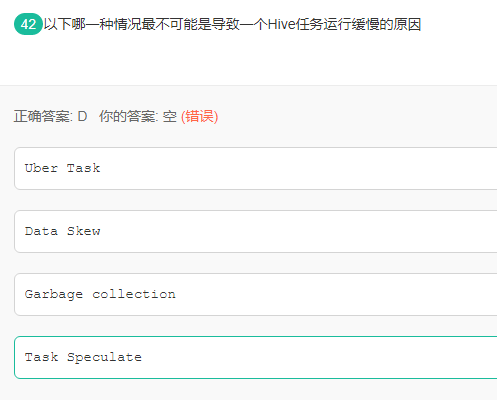 42 以下哪一种情况最不可能是导致一个Hive任务运行缓慢的原因
正确答案: D 你的答案: 空 (错误)
Uber Task
Data Skew
Garbage collection
Task Speculate